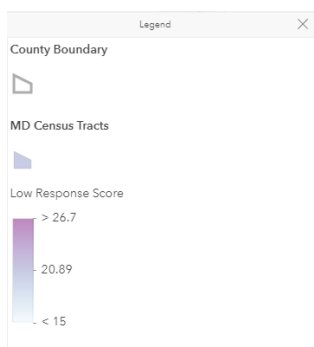 Legend
County Boundary
MD Census Tracts
Low Response Score
> 26.7
20.89
< 15